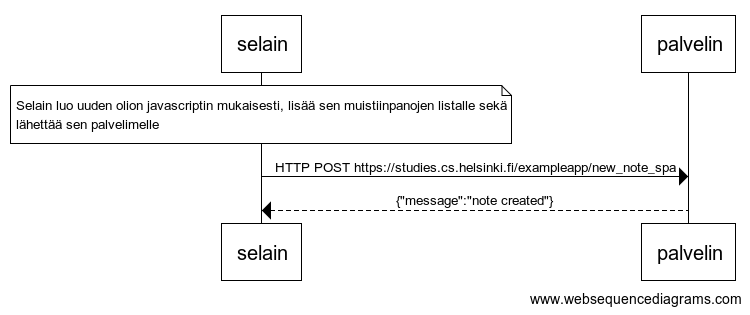 selain
palvelin
Selain luo uuden olion javascriptin mukaisesti, lisää sen muistiinpanojen listalle sekä
lähettää sen palvelimelle
HTTP POST https://studies.cs.helsinki.fi/exampleapp/new_note_spa
{"message":"note created"}
selain
palvelin
www.websequencediagrams.com